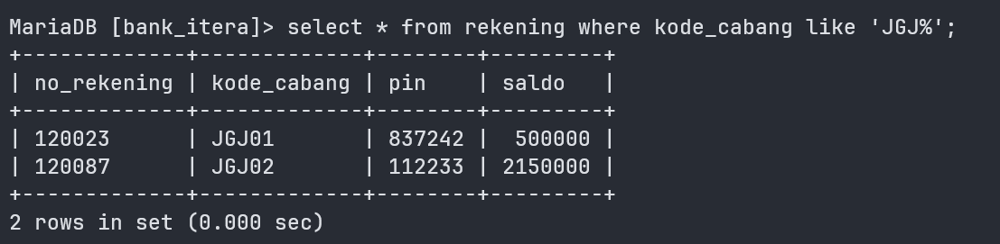 MariaDB [bank_itera]> select * from rekening where kode_cabang like 'JGJ%';
+-------------+-------------+--------+---------+
| no_rekening | kode_cabang | pin    | saldo   |
+-------------+-------------+--------+---------+
| 120023      | JGJ01       | 837242 |  500000 |
| 120087      | JGJ02       | 112233 | 2150000 |
+-------------+-------------+--------+---------+
2 rows in set (0.000 sec)